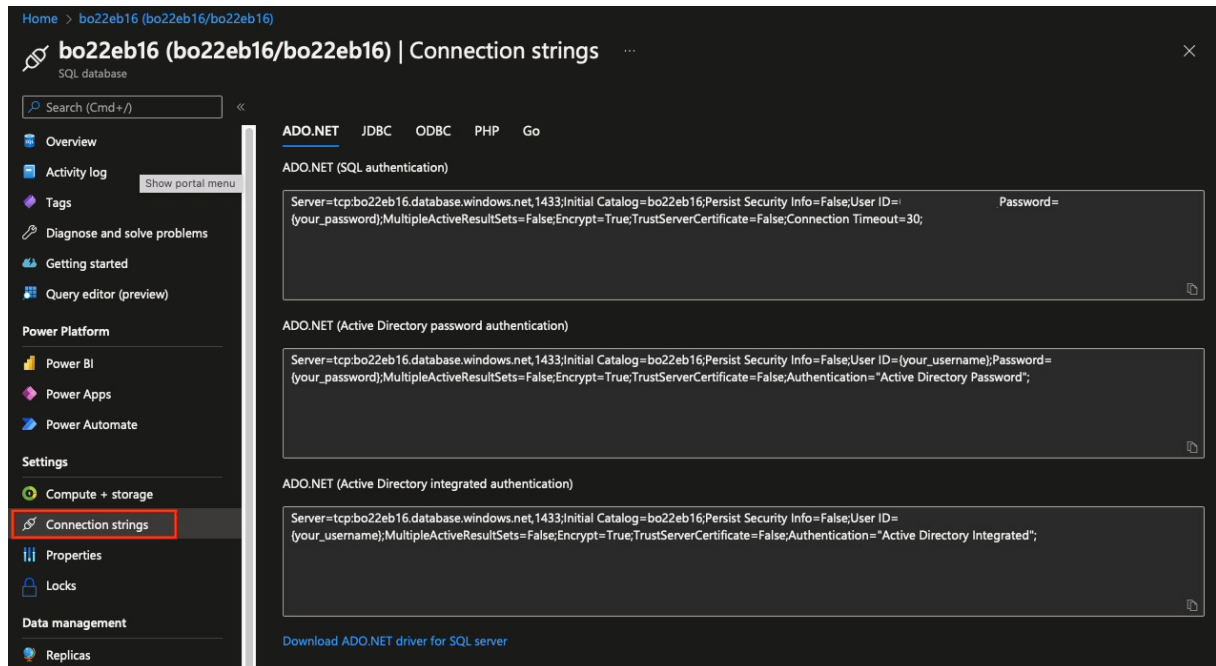 Home > bo22eb16 (bo22eb16/bo22eb16)
bo22eb16 (bo22eb16/bo22eb16) | Connection strings ...
SQL database
Search (Cmd+/)
Overview
Activity log
Show portal menu
Tags
Diagnose and solve problems
Getting started
Query editor (preview)
Power Platform
Power BI
Power Apps
Power Automate
Settings
Compute + storage
Connection strings
Properties
Locks
Data management
Replicas
ADO.NET JDBC ODBC PHP Go
ADO.NET (SQL authentication)
Server=tcp:bo22eb16.database.windows.net,1433;Initial Catalog=bo22eb16;Persist Security Info=False;User ID= Password=
{your_password};MultipleActiveResultSets=False;Encrypt=True;TrustServerCertificate=False;Connection Timeout=30;
ADO.NET (Active Directory password authentication)
Server=tcp:bo22eb16.database.windows.net,1433;Initial Catalog=bo22eb16;Persist Security Info=False;User ID={your_username};Password=
{your_password};MultipleActiveResultSets=False;Encrypt=True;TrustServerCertificate=False;Authentication="Active Directory Password";
ADO.NET (Active Directory integrated authentication)
Server=tcp:bo22eb16.database.windows.net,1433;Initial Catalog=bo22eb16;Persist Security Info=False;User ID=
{your_username};MultipleActiveResultSets=False;Encrypt=True;TrustServerCertificate=False;Authentication="Active Directory Integrated";
Download ADO.NET driver for SQL server